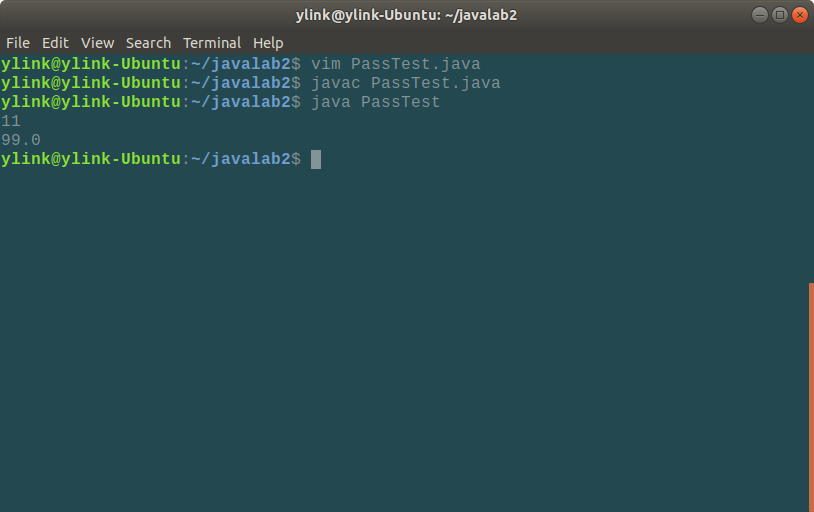 ylink@ylink-Ubuntu: ~/javalab2
File Edit View Search Terminal Help
ylink@ylink-Ubuntu:~/javalab2$ vim PassTest.java
ylink@ylink-Ubuntu:~/javalab2$ javac PassTest.java
ylink@ylink-Ubuntu:~/javalab2$ java PassTest
11
99.0
ylink@ylink-Ubuntu:~/javalab2$